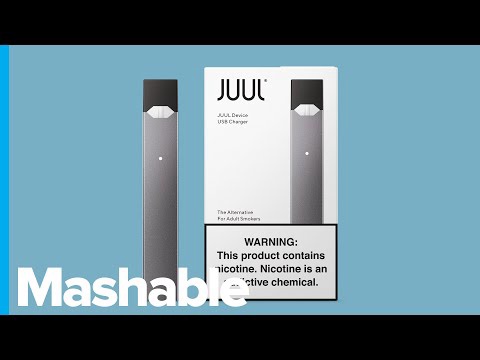 JUUL
JUUL Device
USB Charger
The Alternative
For Adult Smokers
WARNING:
This product contains
nicotine. Nicotine is an
addictive chemical.
Mashable